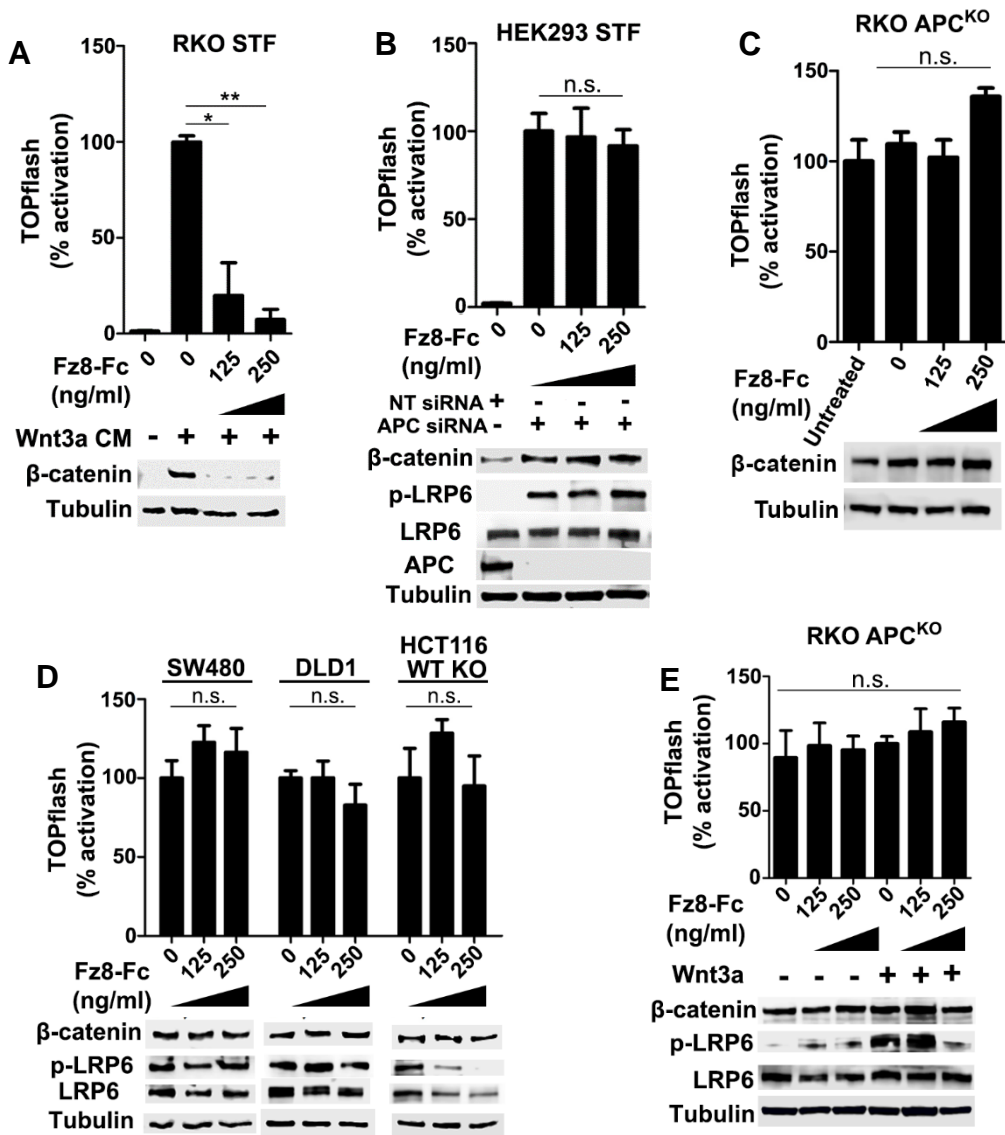 A
RKO STF
150
100
50
0
TOPflash
(% activation)
**
*
0
0
125
250
Fz8-Fc
(ng/ml)
Wnt3a CM - + + +
β-catenin
Tubulin
B
HEK293 STF
150
100
50
0
TOPflash
(% activation)
n.s.
0
0
125
250
Fz8-Fc
(ng/ml)
NT siRNA + - - -
APC siRNA - + + +
β-catenin
p-LRP6
LRP6
APC
Tubulin
C
RKO APCKO
n.s.
150
100
50
0
TOPflash
(% activation)
Untreated
0
125
250
Fz8-Fc
(ng/ml)
β-catenin
Tubulin
D
SW480
DLD1
HCT116
WT KO
n.s.
n.s.
n.s.
150
100
50
0
TOPflash
(% activation)
0
125
250
0
125
250
0
125
250
Fz8-Fc
(ng/ml)
β-catenin
p-LRP6
LRP6
Tubulin
E
RKO APCKO
n.s.
150
100
50
0
TOPflash
(% activation)
0
125
250
0
125
250
Fz8-Fc
(ng/ml)
Wnt3a - - - + + +
β-catenin
p-LRP6
LRP6
Tubulin